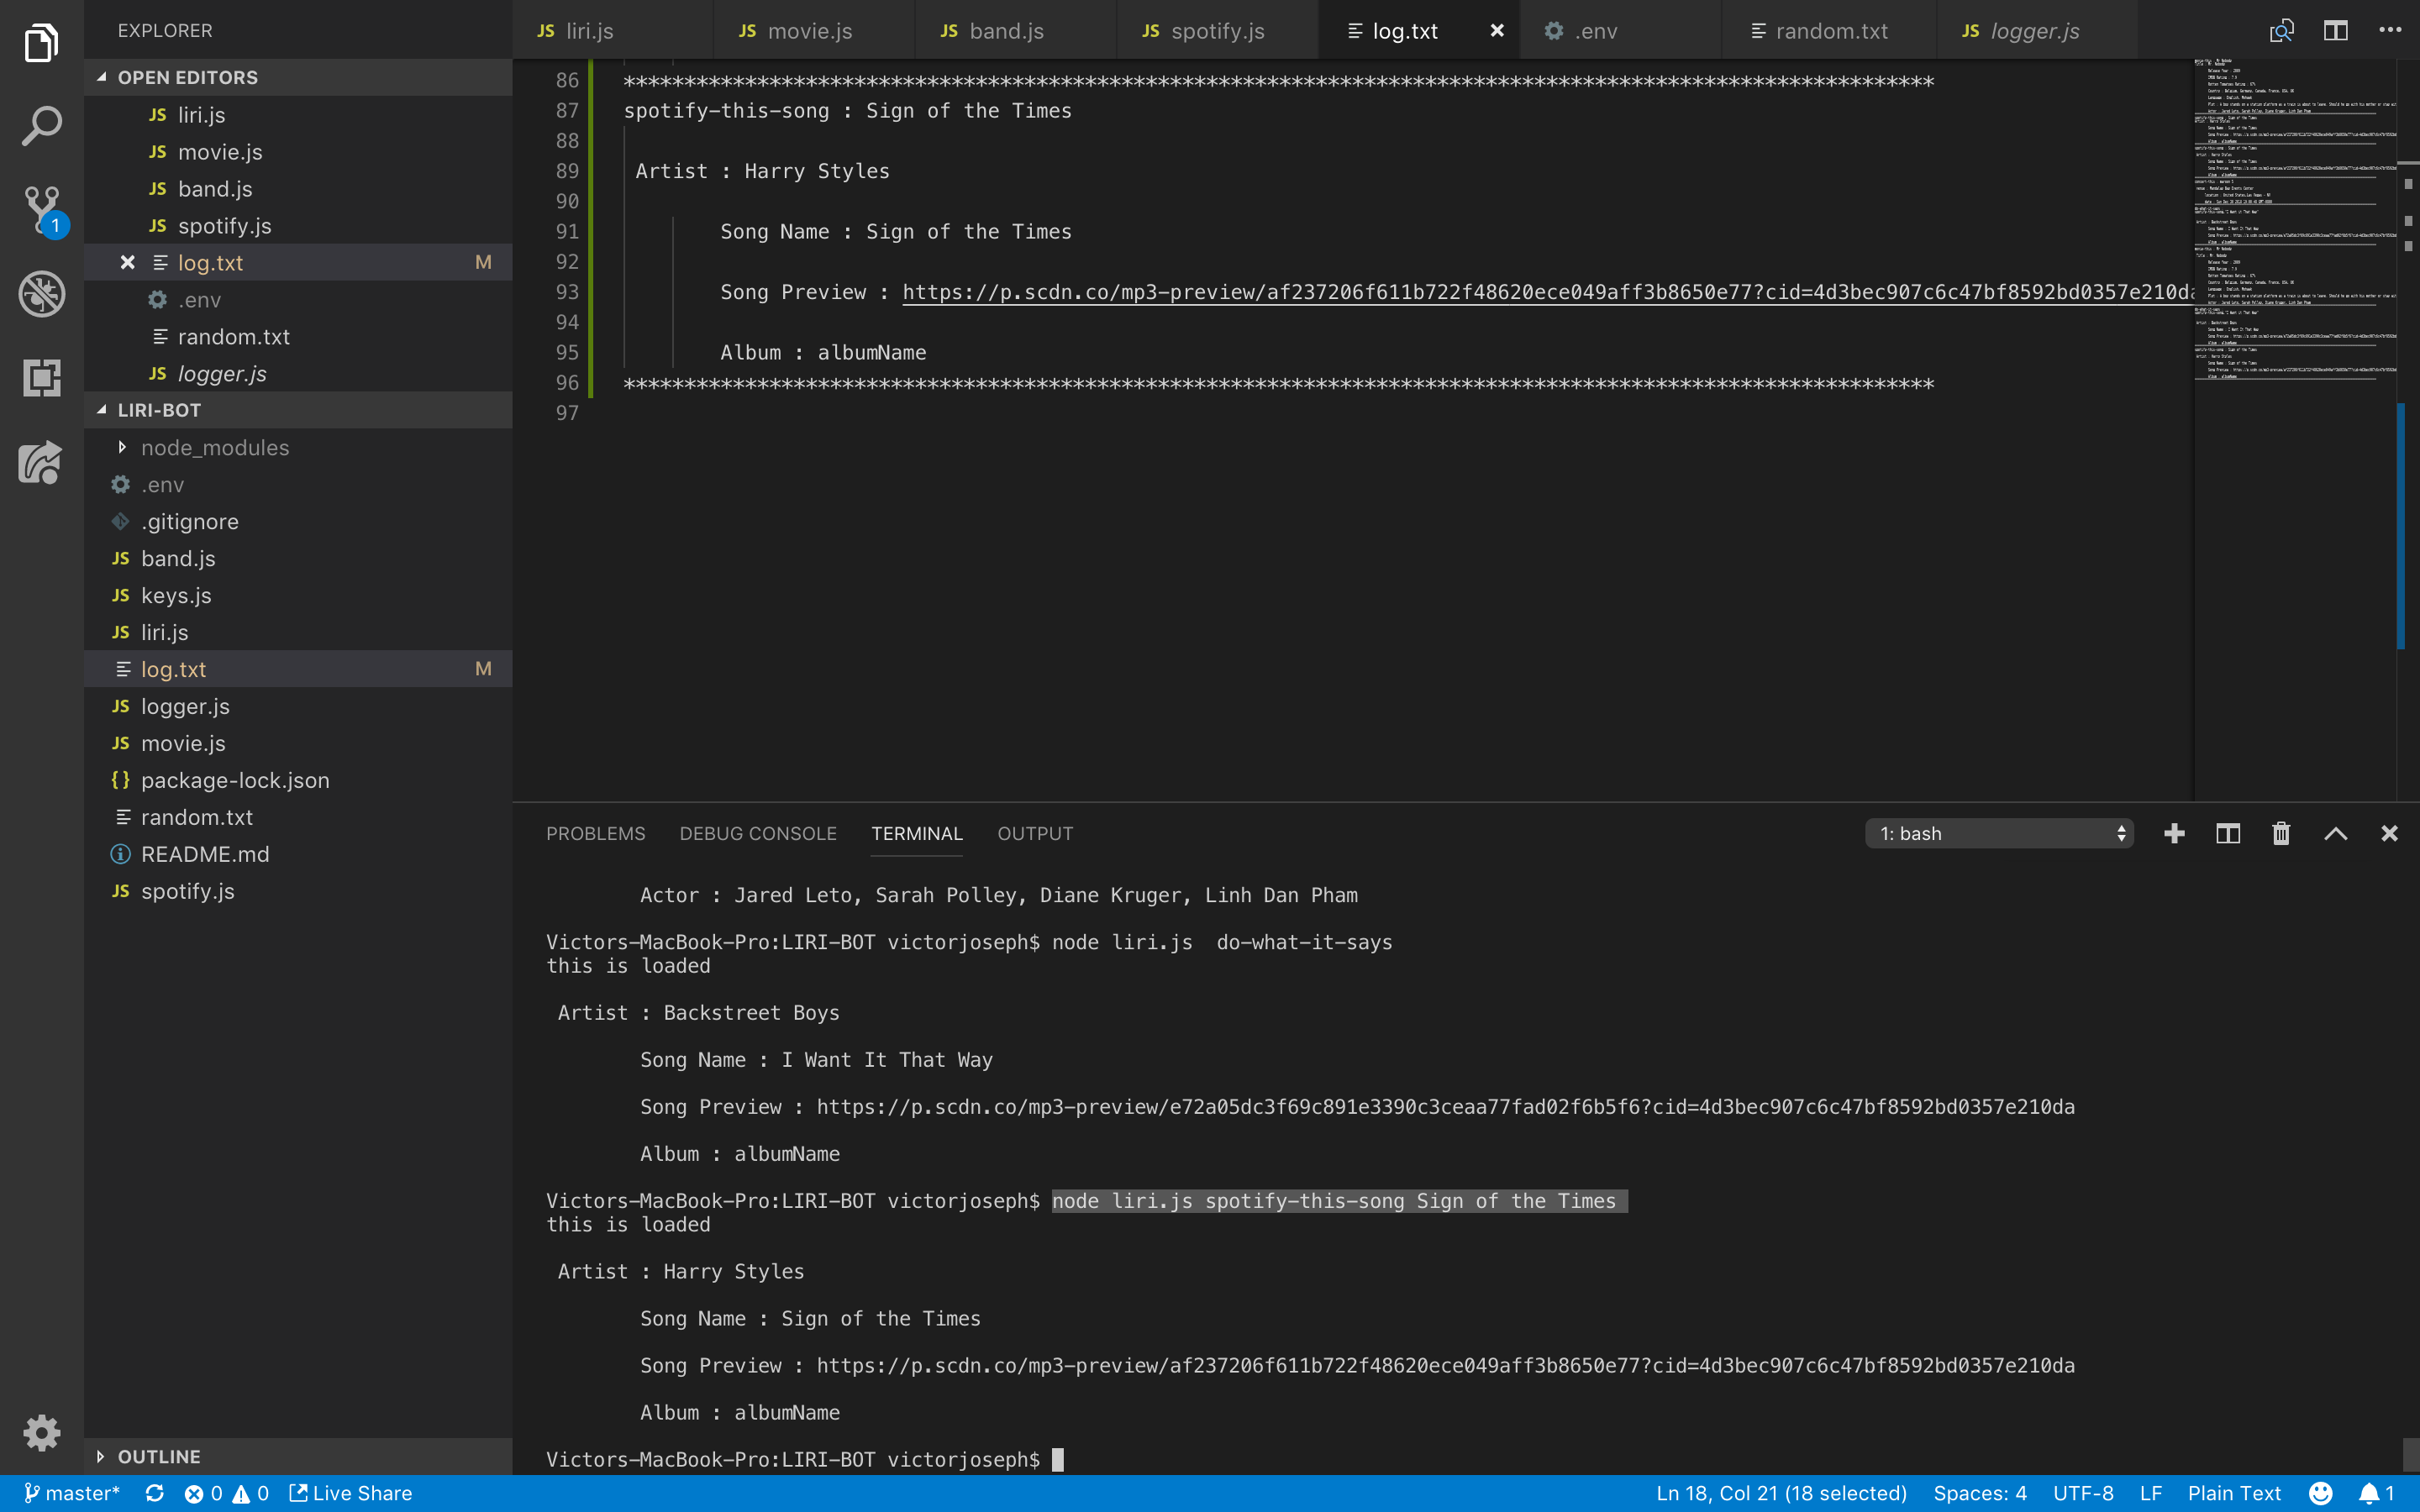 EXPLORER
OPEN EDITORS
JS liri.js
JS movie.js
JS band.js
JS spotify.js
log.txt M
.env
random.txt
JS logger.js
LIRI-BOT
node_modules
.env
.gitignore
JS band.js
JS keys.js
JS liri.js
log.txt M
JS logger.js
JS movie.js
{} package-lock.json
random.txt
README.md
JS spotify.js
OUTLINE
1
JS liri.js JS movie.js JS band.js JS spotify.js log.txt .env random.txt JS logger.js
86 ************************************************************************************************************
87 spotify-this-song : Sign of the Times
88
89 Artist : Harry Styles
90
91 Song Name : Sign of the Times
92
93 Song Preview : https://p.scdn.co/mp3-preview/af237206f611b722f48620ece049aff3b8650e77?cid=4d3bec907c6c47bf8592bd0357e210da
94
95 Album : albumName
96 ************************************************************************************************************
97
PROBLEMS DEBUG CONSOLE TERMINAL OUTPUT 1: bash
Actor : Jared Leto, Sarah Polley, Diane Kruger, Linh Dan Pham
Victors-MacBook-Pro:LIRI-BOT victorjoseph$ node liri.js  do-what-it-says
this is loaded
Artist : Backstreet Boys
Song Name : I Want It That Way
Song Preview : https://p.scdn.co/mp3-preview/e72a05dc3f69c891e3390c3ceaa77fad02f6b5f6?cid=4d3bec907c6c47bf8592bd0357e210da
Album : albumName
Victors-MacBook-Pro:LIRI-BOT victorjoseph$ node liri.js spotify-this-song Sign of the Times
this is loaded
Artist : Harry Styles
Song Name : Sign of the Times
Song Preview : https://p.scdn.co/mp3-preview/af237206f611b722f48620ece049aff3b8650e77?cid=4d3bec907c6c47bf8592bd0357e210da
Album : albumName
Victors-MacBook-Pro:LIRI-BOT victorjoseph$
master* 0 0 Live Share Ln 18, Col 21 (18 selected) Spaces: 4 UTF-8 LF Plain Text 1